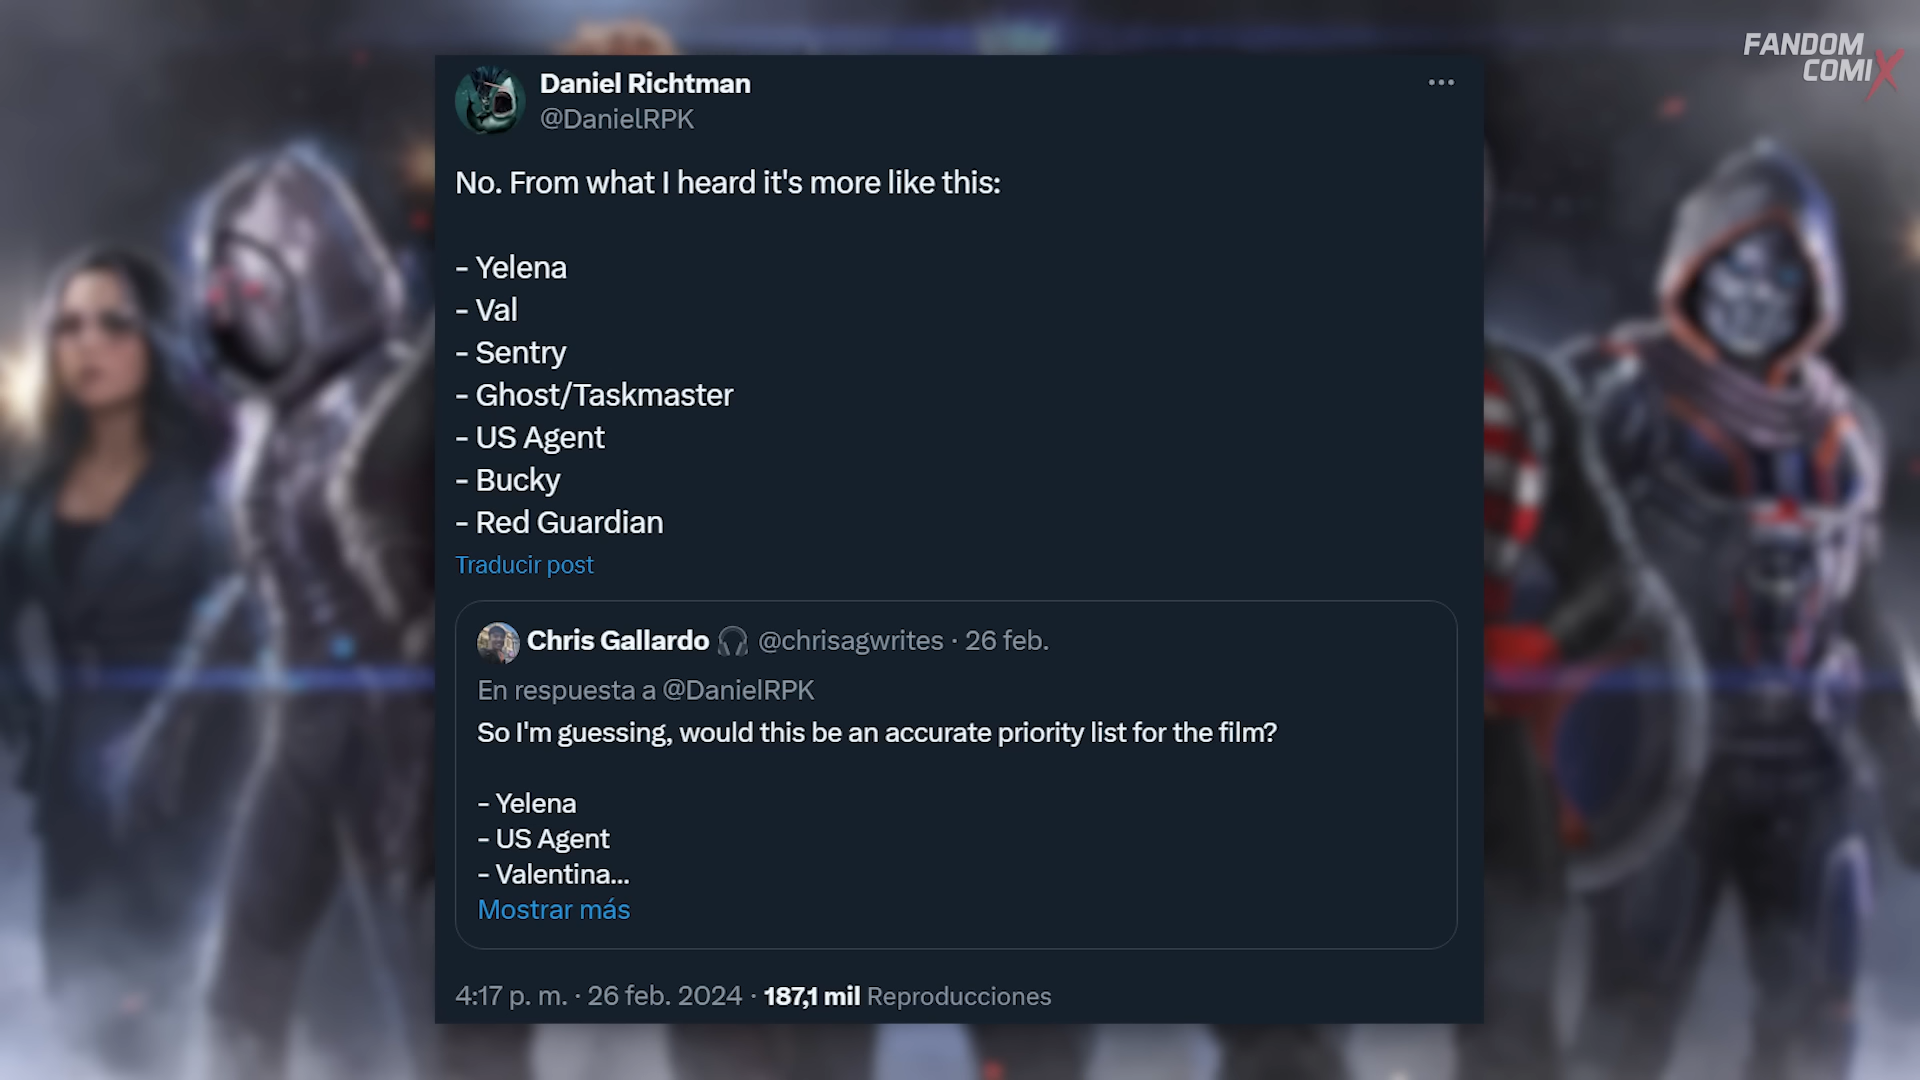 FANDOM
COMIX
Daniel Richtman
@DanielRPK
No. From what I heard it's more like this:
- Yelena
- Val
- Sentry
- Ghost/Taskmaster
- US Agent
- Bucky
- Red Guardian
Traducir post
Chris Gallardo @chrisagwrites · 26 feb.
En respuesta a @DanielRPK
So I'm guessing, would this be an accurate priority list for the film?
- Yelena
- US Agent
- Valentina...
Mostrar más
4:17 p. m. · 26 feb. 2024 · 187,1 mil Reproducciones